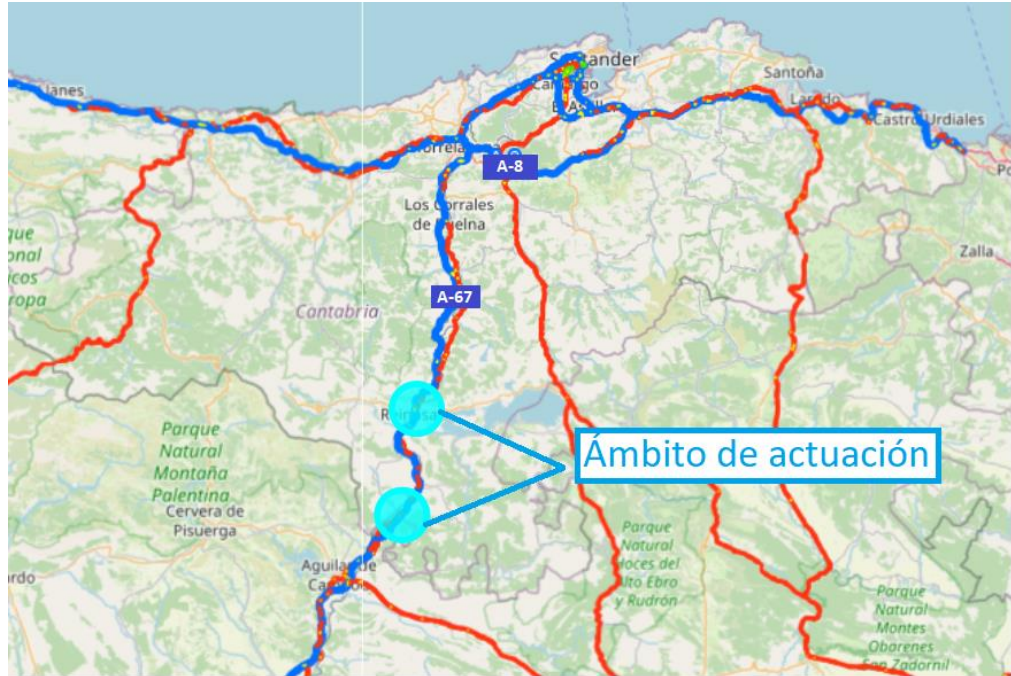 Llanes
Santander
Santoña
Laredo
Castro Urdiales
A-8
Los Corrales
de Buelna
Zalla
A-67
Cantabria
Reinosa
Ámbito de actuación
Parque
Natural
Montaña
Palentina
Cervera de
Pisuerga
Parque
Natural
Hoces del
Alto Ebro
y Rudrón
Aguilar de
Parque
Natural
Montes
Obarenes
San Zadornil